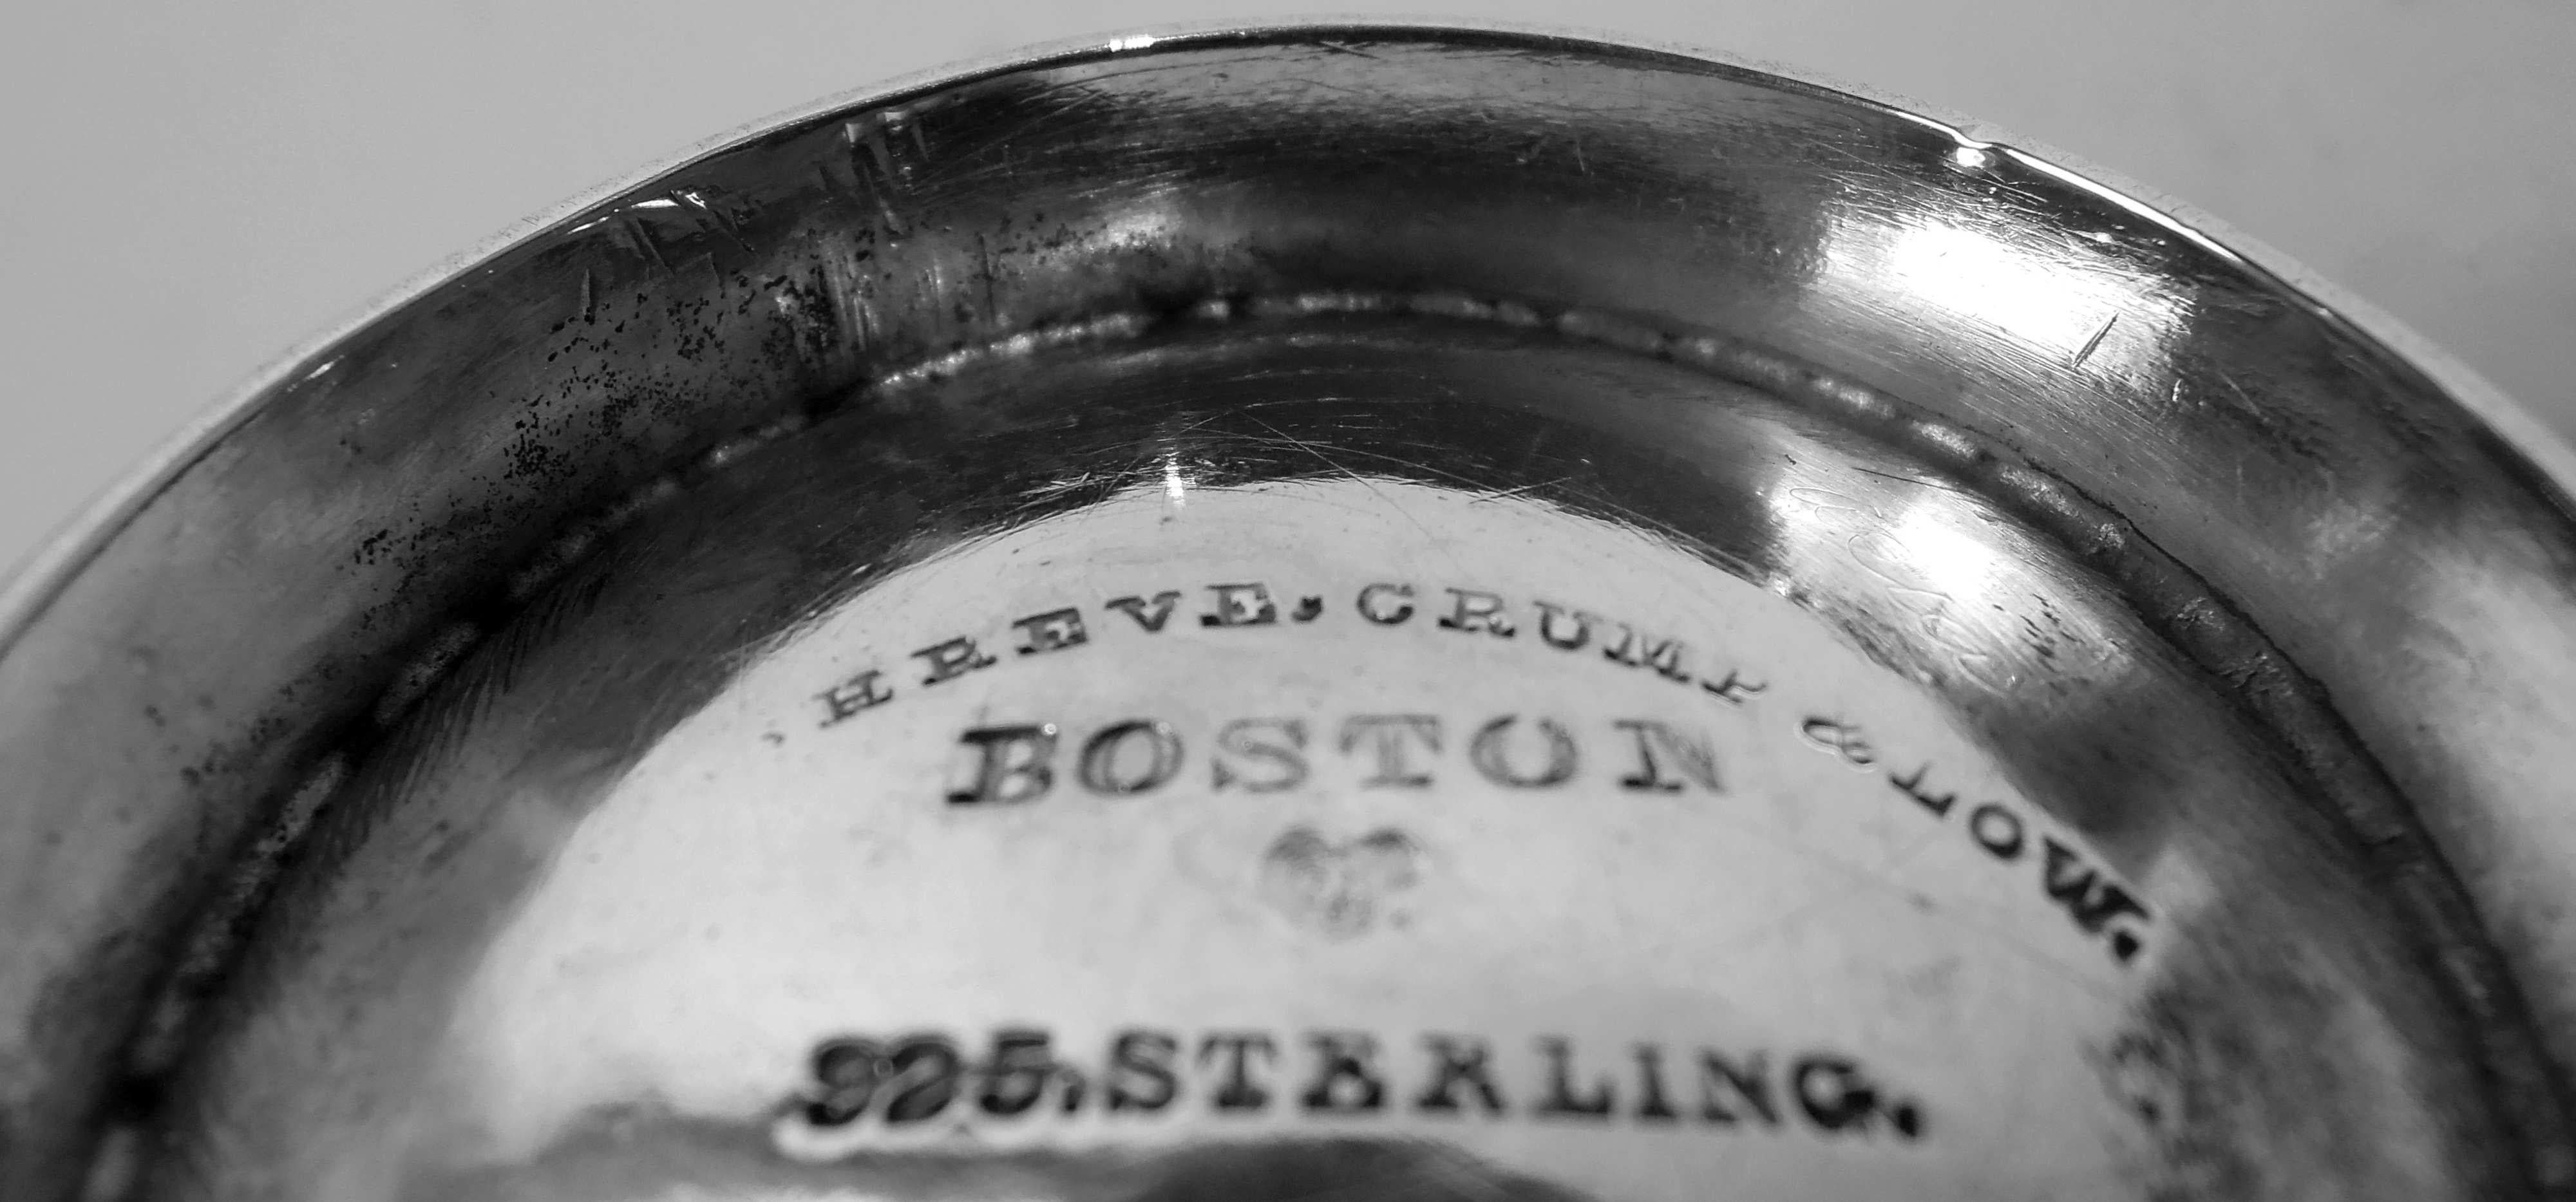 HREVE, CRUMP & LOW.
BOSTON
925. STERLING.